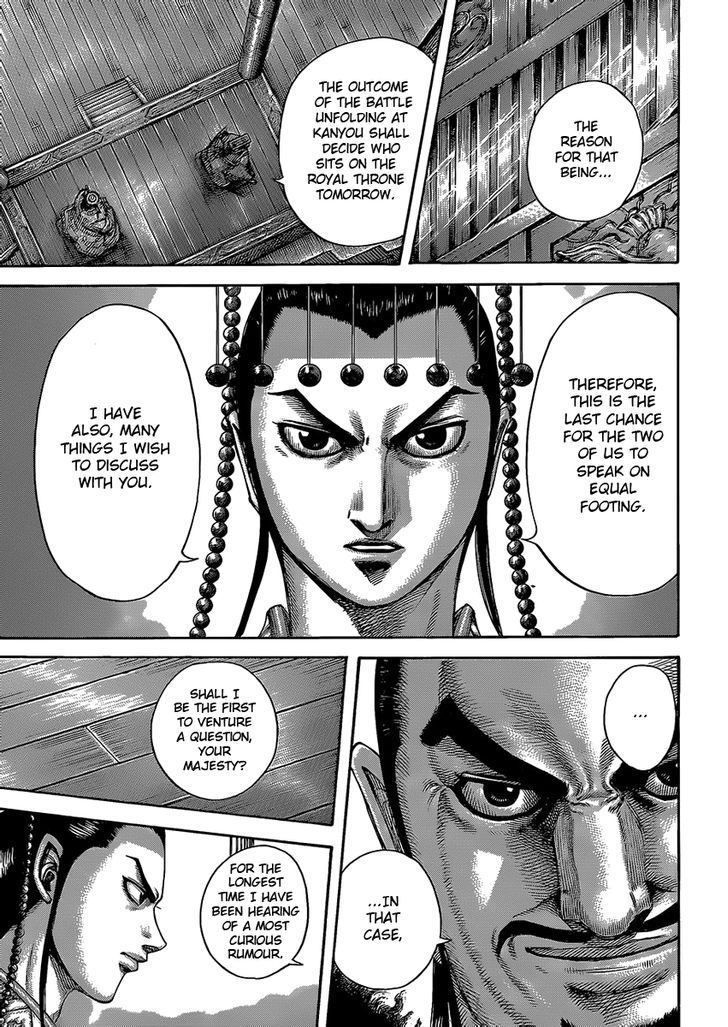 THE
REASON
FOR THAT
BEING...
THE OUTCOME
OF THE BATTLE
UNFOLDING AT
KANYOU SHALL
DECIDE WHO
SITS ON THE
ROYAL THRONE
TOMORROW.
THEREFORE,
THIS IS THE
LAST CHANCE
FOR THE TWO
OF US TO
SPEAK ON
EQUAL
FOOTING.
I HAVE
ALSO, MANY
THINGS I WISH
TO DISCUSS
WITH YOU.
...
...IN
THAT
CASE,
SHALL I
BE THE FIRST
TO VENTURE
A QUESTION,
YOUR
MAJESTY?
FOR THE
LONGEST
TIME I HAVE
BEEN HEARING
OF A MOST
CURIOUS
RUMOUR.